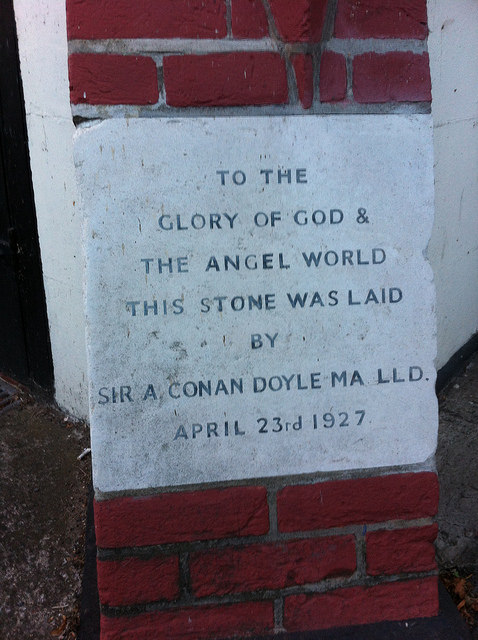 TO THE
GLORY OF GOD &
THE ANGEL WORLD
THIS STONE WAS LAID
BY
SIR A CONAN DOYLE MA LLD.
APRIL 23rd 1927